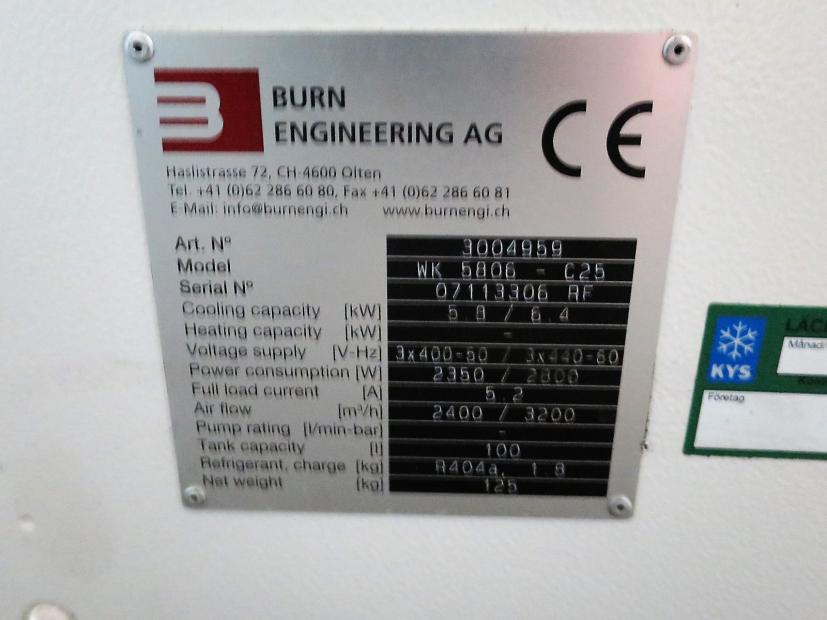 BURN
ENGINEERING AG
CE
Haslistrasse 72, CH-4600 Olten
Tel. +41 (0)62 286 60 80, Fax +41 (0)62 286 60 81
E-Mail: info@burnengi.ch www.burnengi.ch
Art. Nº 3004959
Model WK 5806 - C25
Serial Nº 07113306 RF
Cooling capacity [kW] 5.8 / 6.4
Heating capacity [kW] -
Voltage supply [V-Hz] 3x400-50 / 3x440-60
Power consumption [W] 2350 / 2800
Full load current [A] 5.2
Air flow [m³/h] 2400 / 3200
Pump rating [l/min-bar] -
Tank capacity [l] 100
Refrigerant, charge [kg] R404a, 1.8
Net weight [kg] 125
KYS
Månad/
Företag